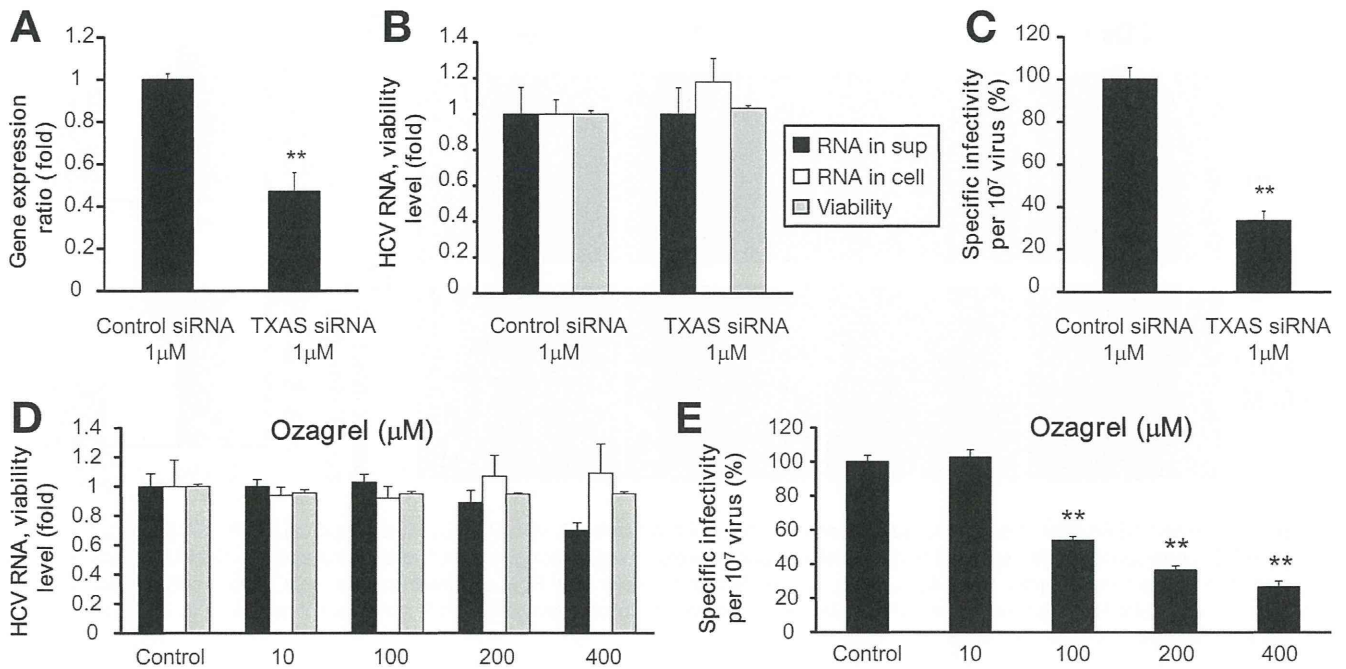 A
Gene expression
ratio (fold)
1.2
1
0.8
0.6
0.4
0.2
0
**
Control siRNA
1μM
TXAS siRNA
1μM
B
HCV RNA, viability
level (fold)
1.4
1.2
1
0.8
0.6
0.4
0.2
0
Control siRNA
1μM
TXAS siRNA
1μM
RNA in sup
RNA in cell
Viability
C
Specific infectivity
per 10⁷ virus (%)
120
100
80
60
40
20
0
**
Control siRNA
1μM
TXAS siRNA
1μM
D
Ozagrel (μM)
HCV RNA, viability
level (fold)
1.4
1.2
1
0.8
0.6
0.4
0.2
0
Control 10 100 200 400
E
Ozagrel (μM)
Specific infectivity
per 10⁷ virus (%)
120
100
80
60
40
20
0
**
**
**
Control 10 100 200 400